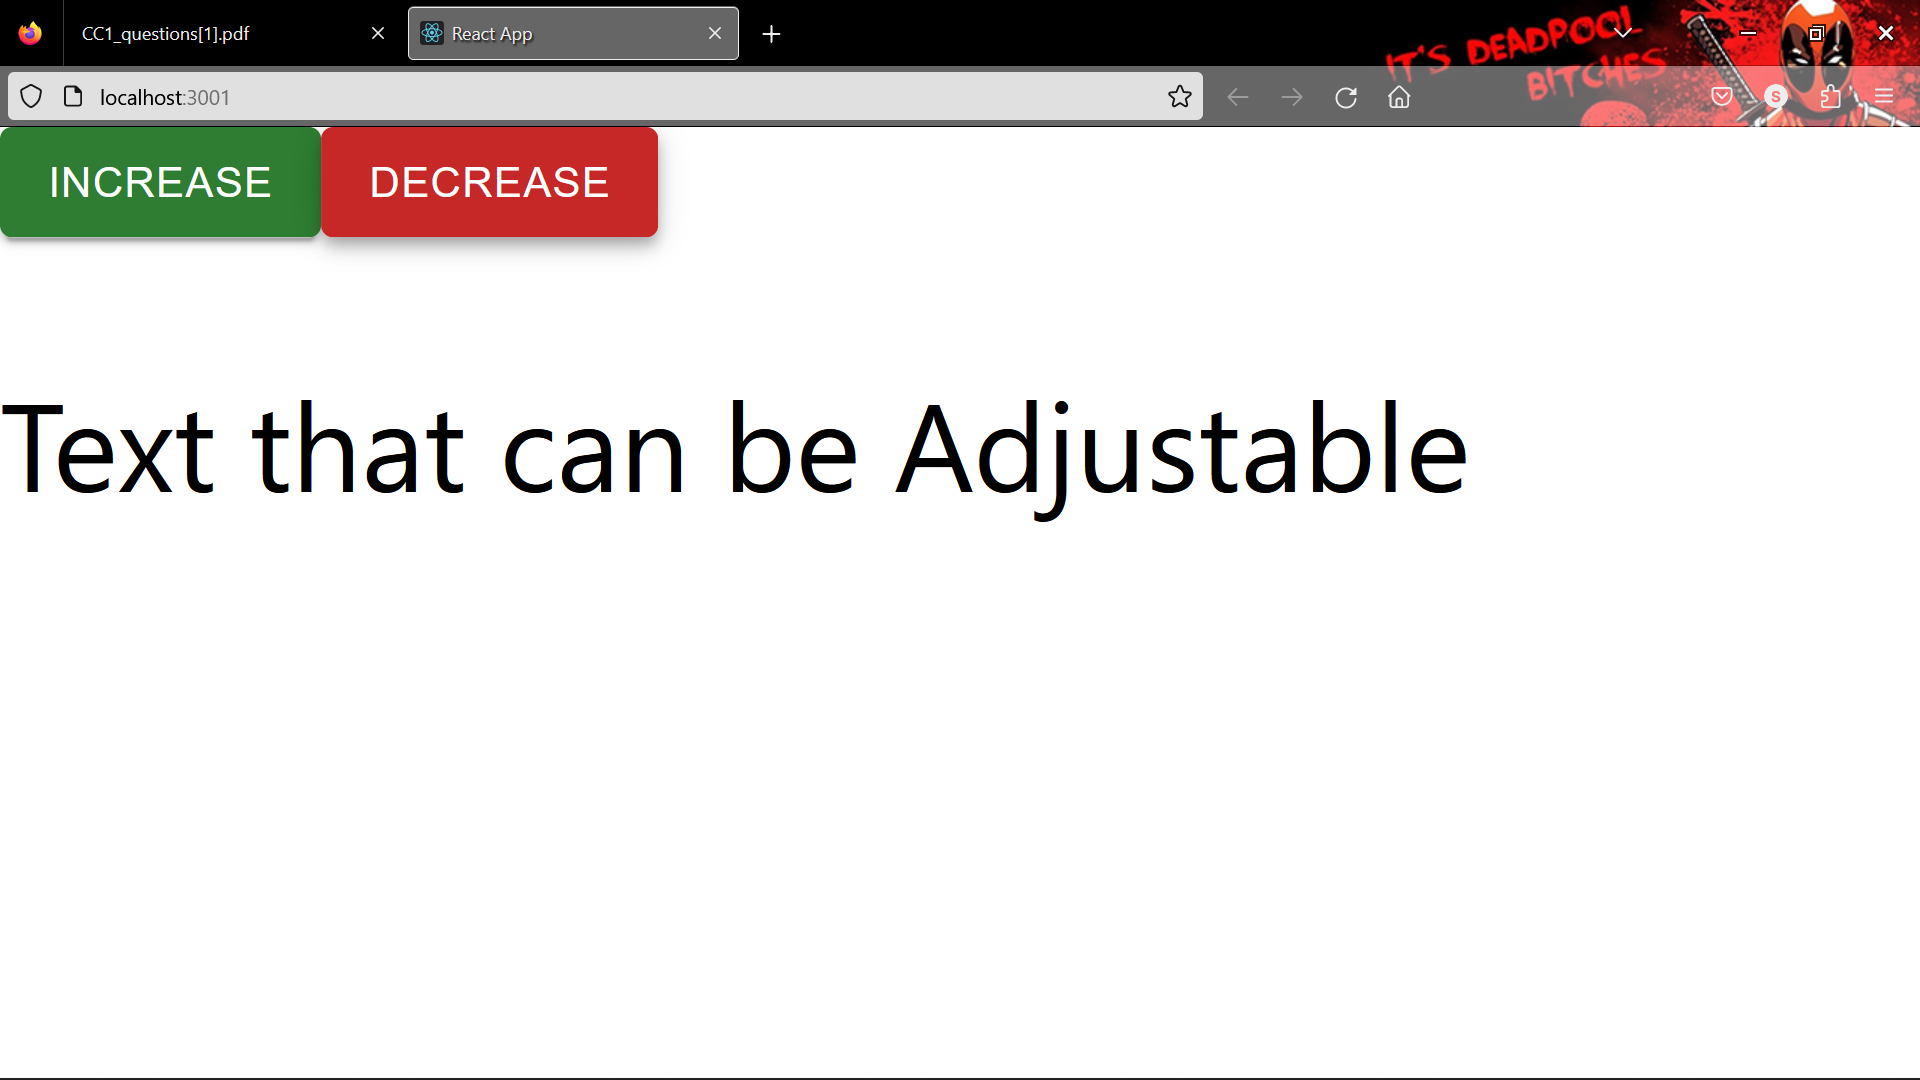 CC1_questions[1].pdf
React App
IT'S DEADPOOL
BITCHES
localhost:3001
S
INCREASE
DECREASE
Text that can be Adjustable